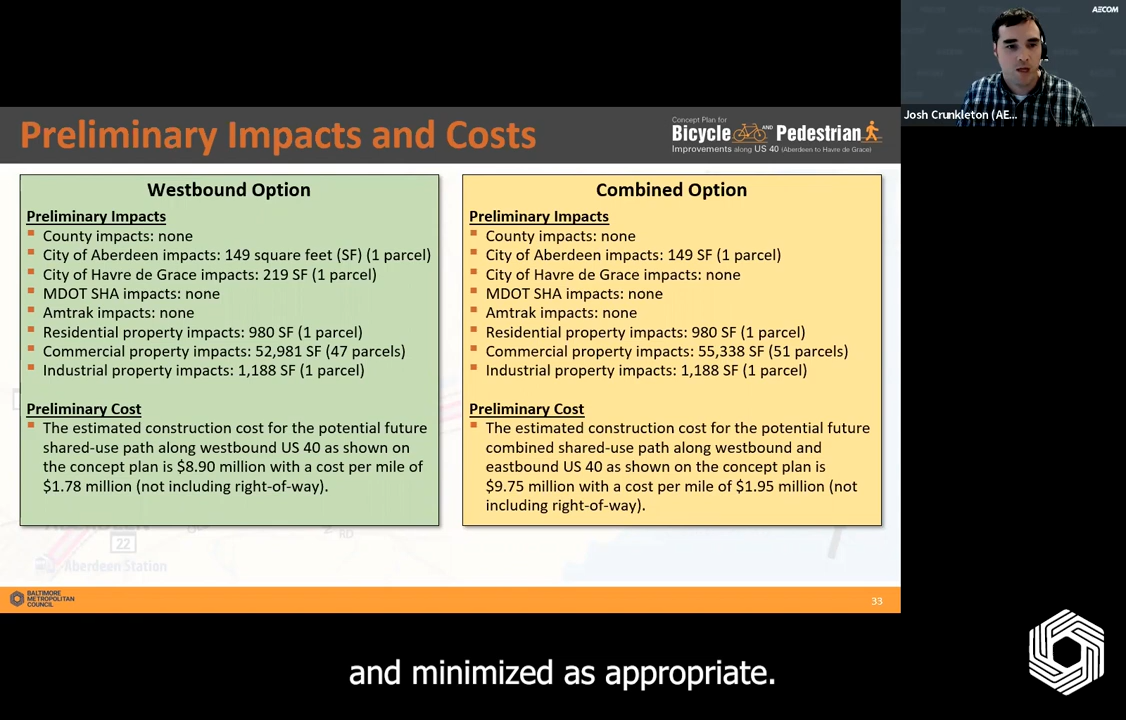 AECOM
Josh Crunkleton (AE...
Preliminary Impacts and Costs
Concept Plan for
Bicycle AND Pedestrian
Improvements along US 40 (Aberdeen to Havre de Grace)
Westbound Option
Preliminary Impacts
County impacts: none
City of Aberdeen impacts: 149 square feet (SF) (1 parcel)
City of Havre de Grace impacts: 219 SF (1 parcel)
MDOT SHA impacts: none
Amtrak impacts: none
Residential property impacts: 980 SF (1 parcel)
Commercial property impacts: 52,981 SF (47 parcels)
Industrial property impacts: 1,188 SF (1 parcel)
Preliminary Cost
The estimated construction cost for the potential future
shared-use path along westbound US 40 as shown on
the concept plan is $8.90 million with a cost per mile of
$1.78 million (not including right-of-way).
Combined Option
Preliminary Impacts
County impacts: none
City of Aberdeen impacts: 149 SF (1 parcel)
City of Havre de Grace impacts: none
MDOT SHA impacts: none
Amtrak impacts: none
Residential property impacts: 980 SF (1 parcel)
Commercial property impacts: 55,338 SF (51 parcels)
Industrial property impacts: 1,188 SF (1 parcel)
Preliminary Cost
The estimated construction cost for the potential future
combined shared-use path along westbound and
eastbound US 40 as shown on the concept plan is
$9.75 million with a cost per mile of $1.95 million (not
including right-of-way).
ABERDEEN
22
RD
Aberdeen Station
BALTIMORE
METROPOLITAN
COUNCIL
33
and minimized as appropriate.